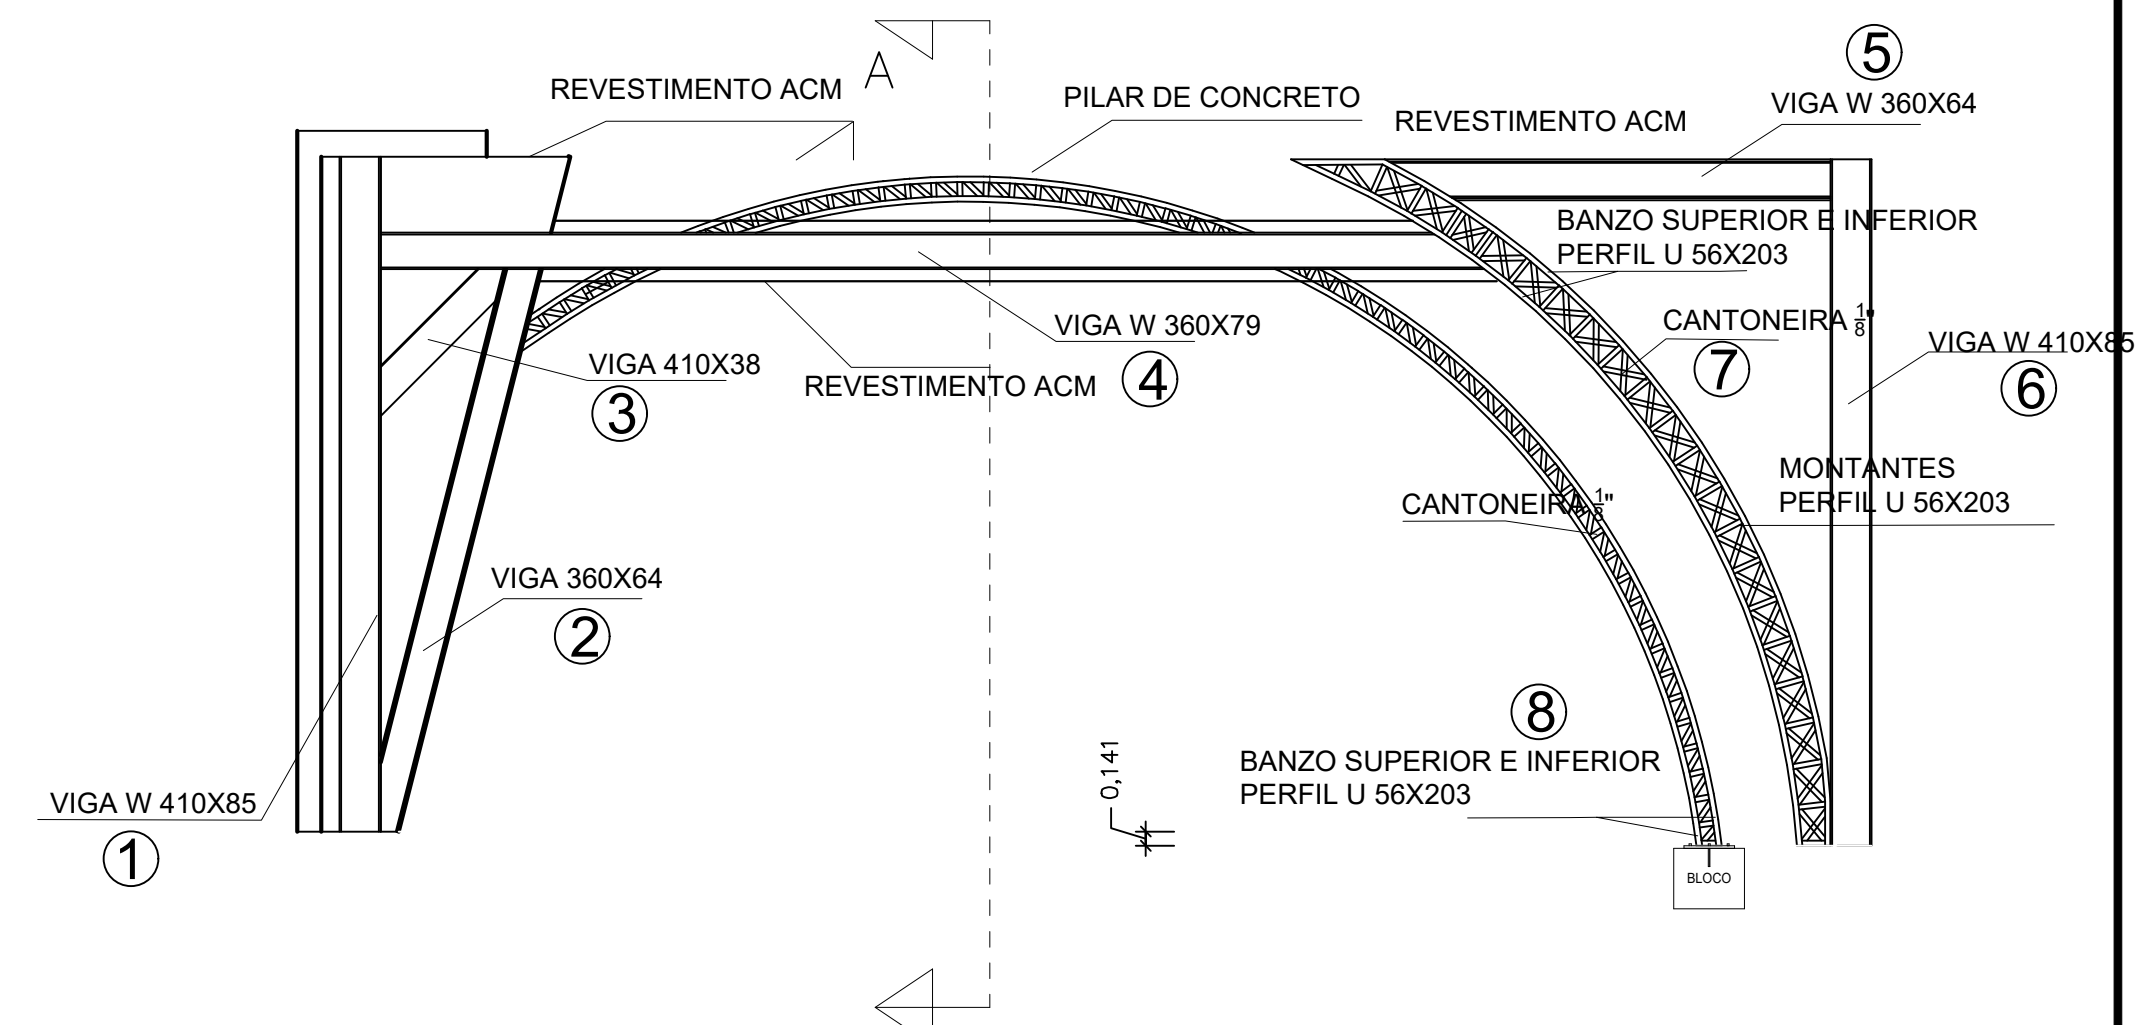 5
A
REVESTIMENTO ACM
PILAR DE CONCRETO
REVESTIMENTO ACM
VIGA W 360X64
BANZO SUPERIOR E INFERIOR
PERFIL U 56X203
CANTONEIRA 1/8"
7
VIGA W 410X85
6
VIGA W 360X79
4
VIGA 410X38
3
REVESTIMENTO ACM
MONTANTES
PERFIL U 56X203
CANTONEIRA 1/8"
VIGA 360X64
2
8
BANZO SUPERIOR E INFERIOR
PERFIL U 56X203
0,141
VIGA W 410X85
1
BLOCO